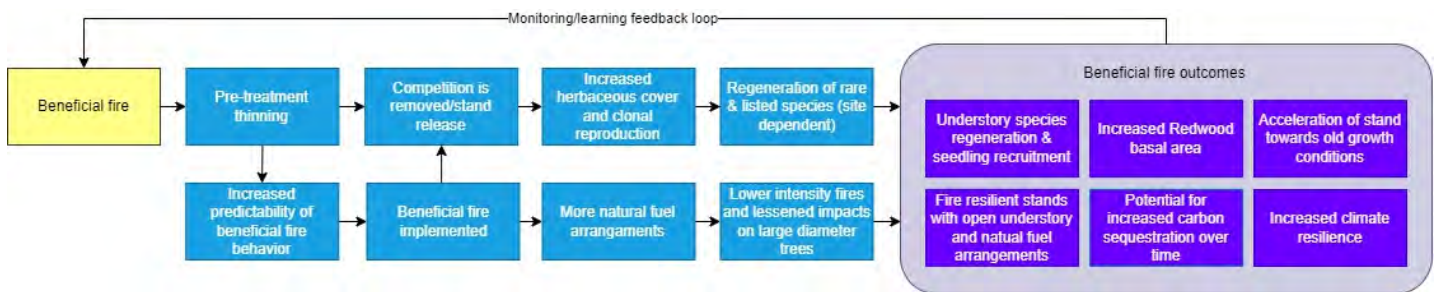 Monitoring/learning feedback loop
Beneficial fire
Pre-treatment
thinning
Competition is
removed/stand
release
Increased
herbaceous cover
and clonal
reproduction
Regeneration of rare
& listed species (site
dependent)
Increased
predictability of
beneficial fire
behavior
Beneficial fire
implemented
More natural fuel
arrangaments
Lower intensity fires
and lessened impacts
on large diameter
trees
Beneficial fire outcomes
Understory species
regeneration &
seedling recruitment
Increased Redwood
basal area
Acceleration of stand
towards old growth
conditions
Fire resilient stands
with open understory
and natual fuel
arrangements
Potential for
increased carbon
sequestration over
time
Increased climate
resilience